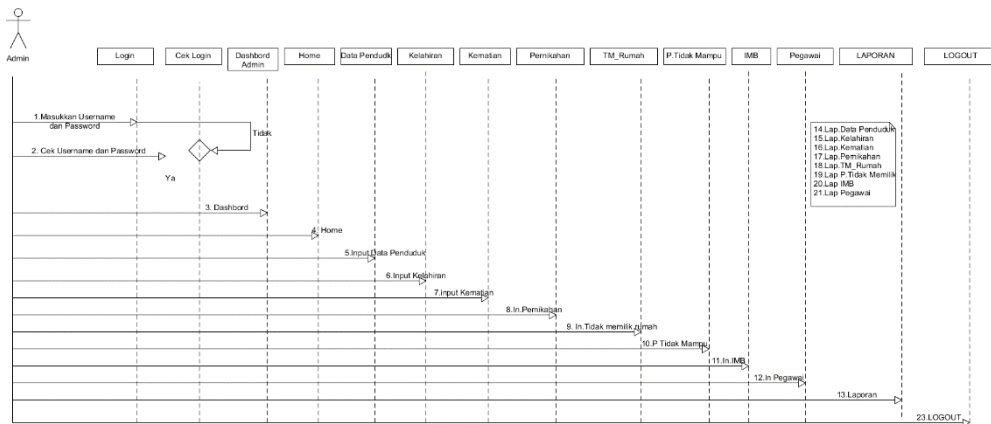 Admin
Login
Cek Login
Dashbord
Admin
Home
Data Pendudk
Kelahiran
Kematian
Pernikahan
TM_Rumah
P.Tidak Mampu
IMB
Pegawai
LAPORAN
LOGOUT
1.Masukkan Username
dan Password
Tidak
2. Cek Username dan Password
Ya
14.Lap.Data Penduduk
15.Lap.Kelahiran
16.Lap.Kematian
17.Lap.Pernikahan
18.Lap.TM_Rumah
19.Lap P.Tidak Memilik
20.Lap IMB
21.Lap Pegawai
3. Dashbord
4. Home
5.Input Data Penduduk
6.Input Kelahiran
7.input Kematian
8.In.Pernikahan
9. In.Tidak memilik rumah
10.P Tidak Mampu
11.In.IMB
12.In Pegawai
13.Laporan
23.LOGOUT